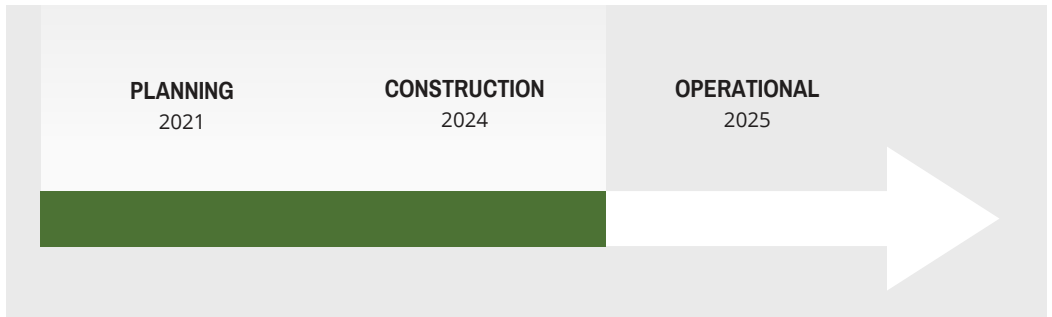 PLANNING
2021
CONSTRUCTION
2024
OPERATIONAL
2025